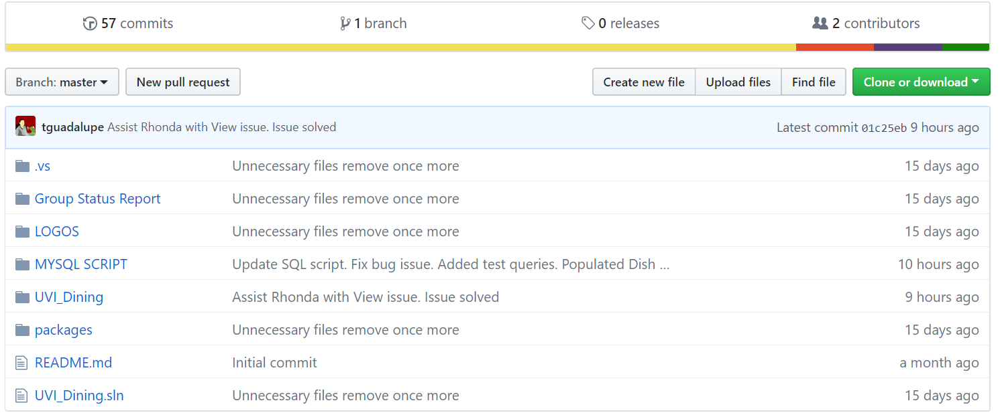 57 commits 1 branch 0 releases 2 contributors
Branch: master New pull request Create new file Upload files Find file Clone or download
tguadalupe Assist Rhonda with View issue. Issue solved Latest commit 01c25eb 9 hours ago
.vs Unnecessary files remove once more 15 days ago
Group Status Report Unnecessary files remove once more 15 days ago
LOGOS Unnecessary files remove once more 15 days ago
MYSQL SCRIPT Update SQL script. Fix bug issue. Added test queries. Populated Dish ... 10 hours ago
UVI_Dining Assist Rhonda with View issue. Issue solved 9 hours ago
packages Unnecessary files remove once more 15 days ago
README.md Initial commit a month ago
UVI_Dining.sln Unnecessary files remove once more 15 days ago